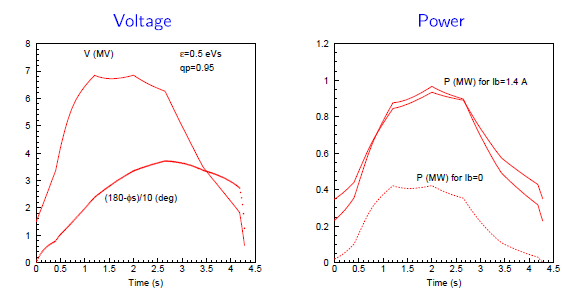 Voltage
Power
V (MV)
ε=0.5 eVs
qp=0.95
(180-ϕs)/10 (deg)
8
7
6
5
4
3
2
1
0
0 0.5 1 1.5 2 2.5 3 3.5 4 4.5
Time (s)
P (MW) for Ib=1.4 A
P (MW) for Ib=0
1.2
1
0.8
0.6
0.4
0.2
0
0 0.5 1 1.5 2 2.5 3 3.5 4 4.5
Time (s)